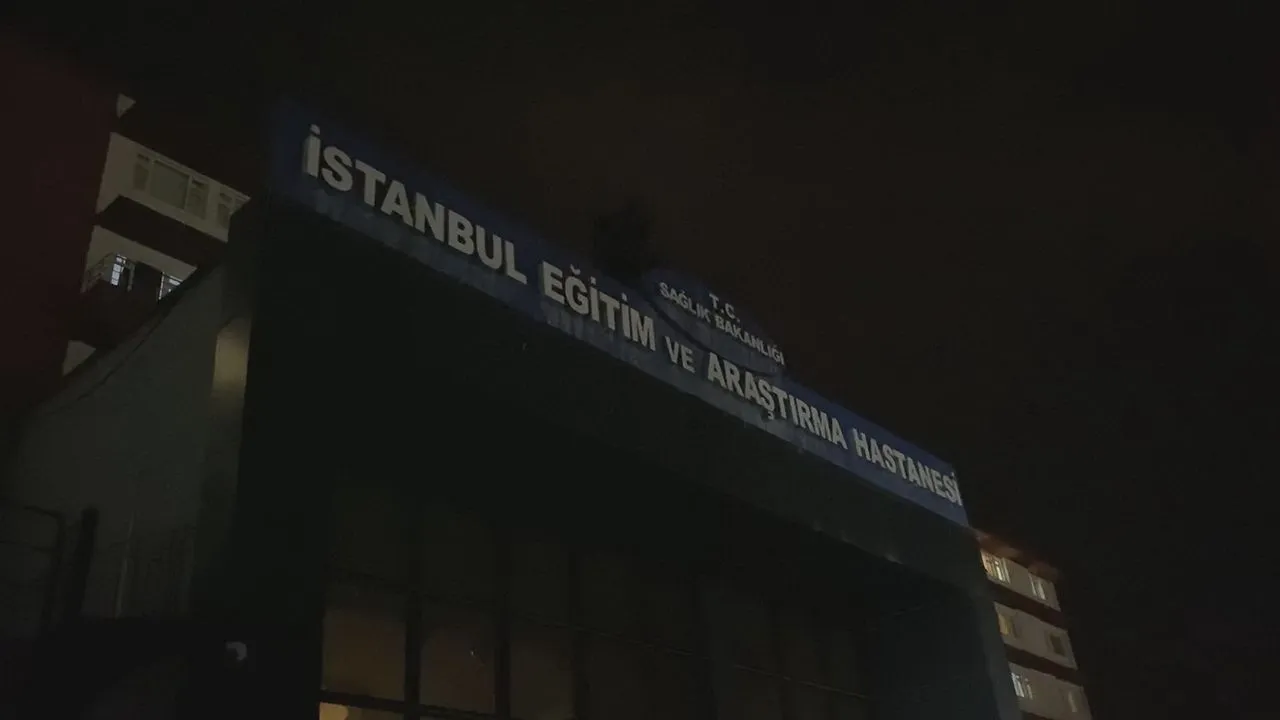 T.C.
SAĞLIK BAKANLIĞI
İSTANBUL EĞİTİM VE ARAŞTIRMA HASTANESİ